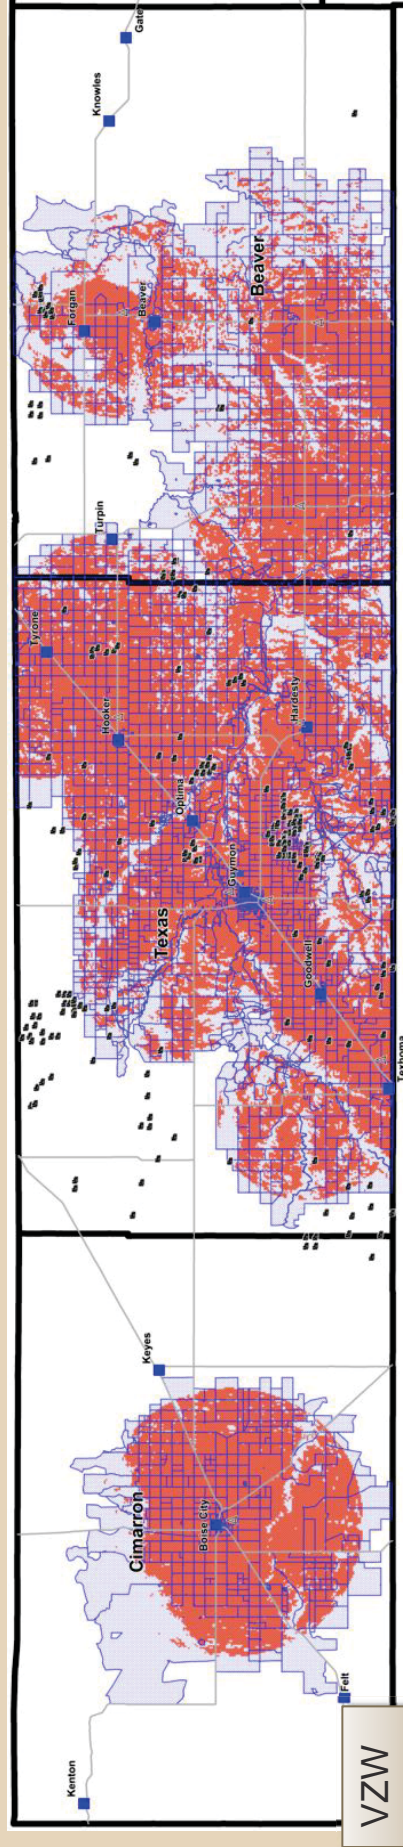 Gate
Knowles
Beaver
Beaver
Forgan
Turpin
Tyrone
Hooker
Hardesty
Optima
Guymon
Texas
Goodwell
Texhoma
Keyes
Cimarron
Boise City
Felt
Kenton
VZW